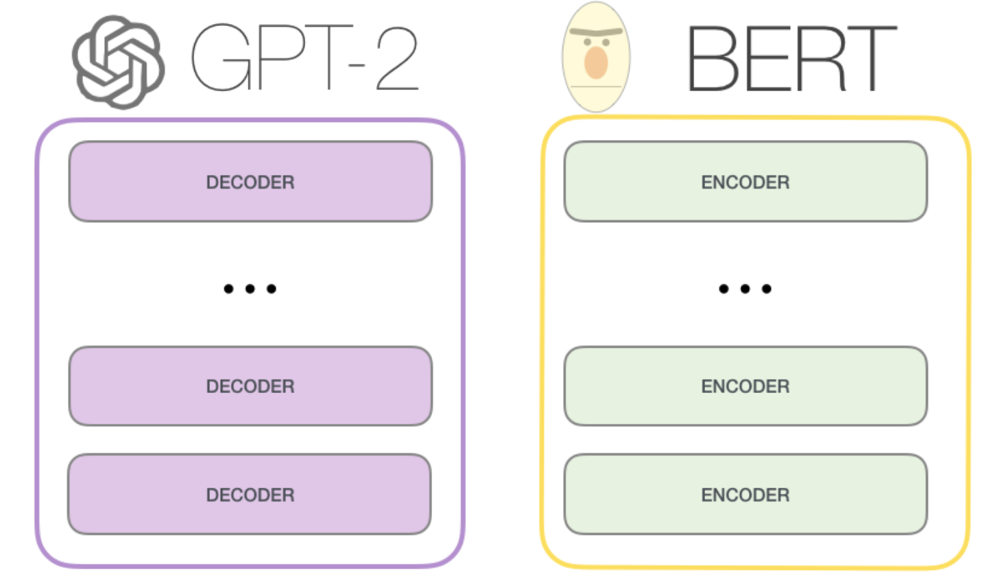 GPT-2
DECODER
• • •
DECODER
DECODER
BERT
ENCODER
• • •
ENCODER
ENCODER